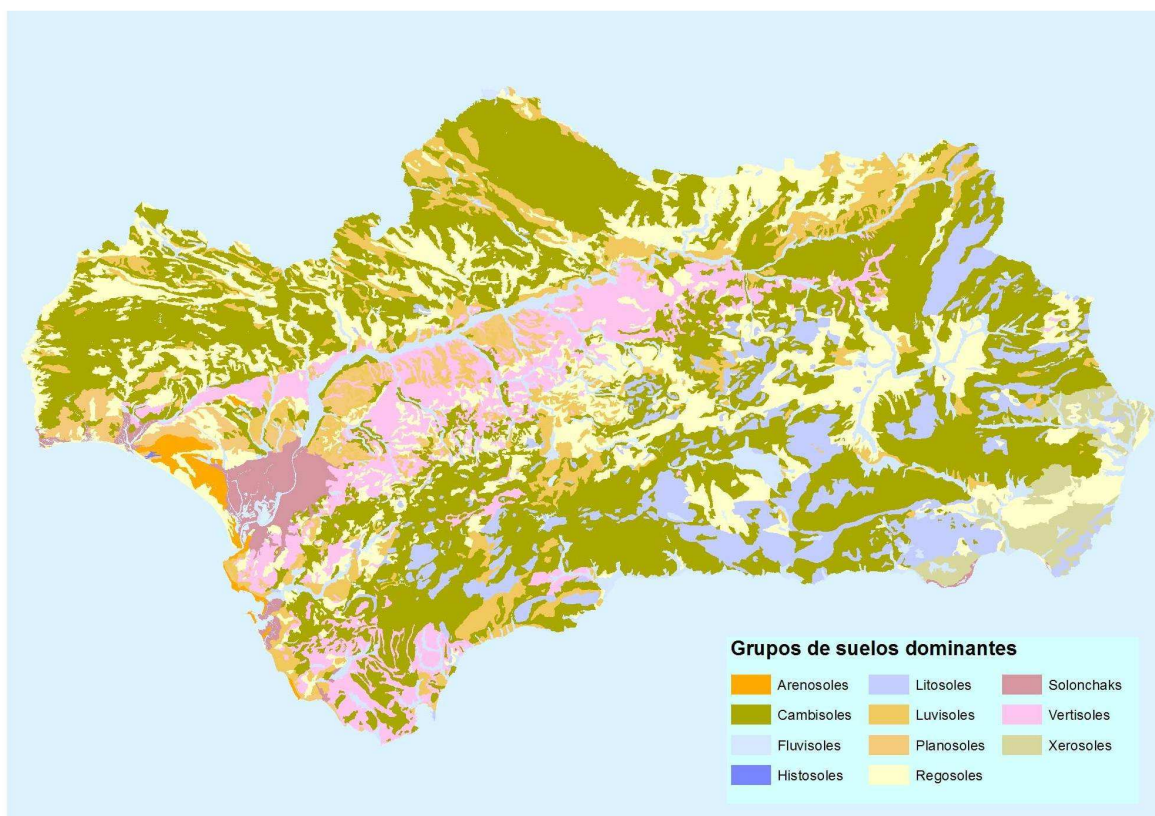 Grupos de suelos dominantes
Arenosoles
Cambisoles
Fluvisoles
Histosoles
Litosoles
Luvisoles
Planosoles
Regosoles
Solonchaks
Vertisoles
Xerosoles